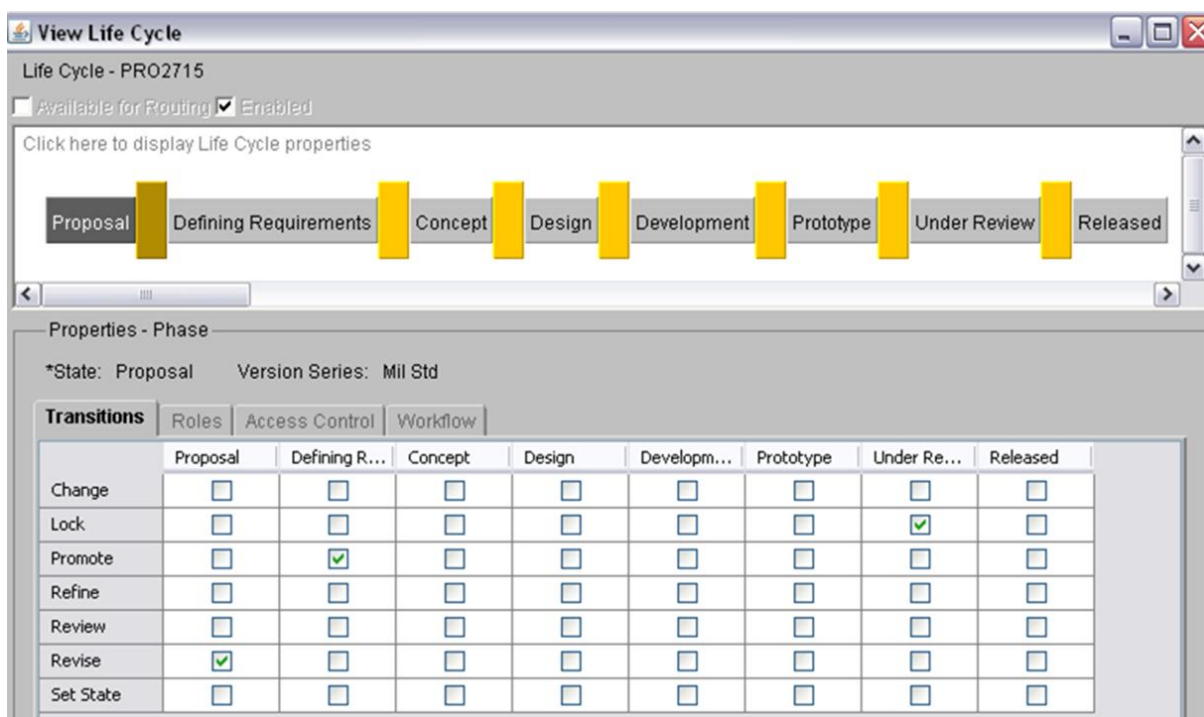 View Life Cycle
Life Cycle - PRO2715
Available for Routing Enabled
Click here to display Life Cycle properties
Proposal Defining Requirements Concept Design Development Prototype Under Review Released
Properties - Phase
*State: Proposal Version Series: Mil Std
Transitions Roles Access Control Workflow
Proposal Defining R... Concept Design Developm... Prototype Under Re... Released
Change
Lock
Promote
Refine
Review
Revise
Set State